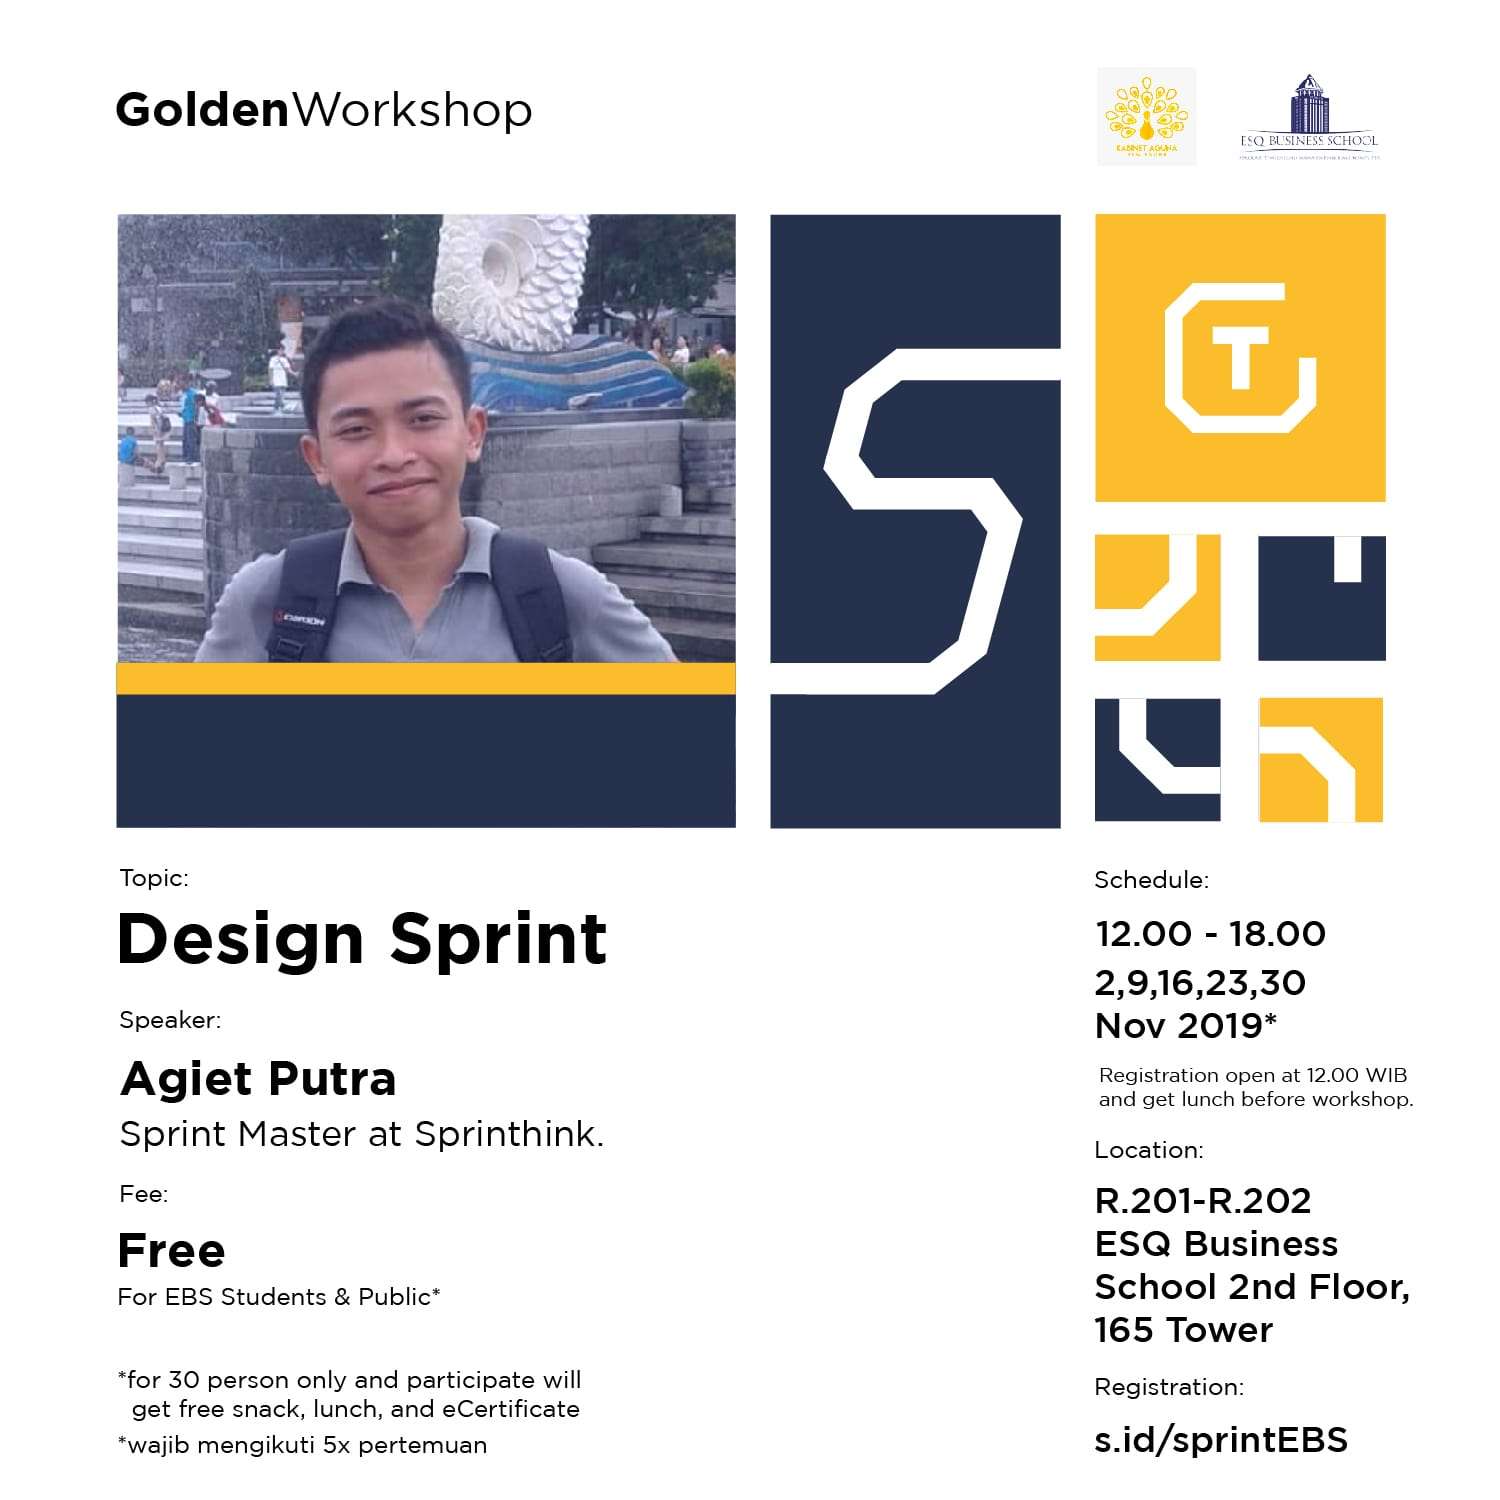 GoldenWorkshop
KABINET AGUNA
ESQ BUSINESS SCHOOL
T
Topic:
Design Sprint
Speaker:
Agiet Putra
Sprint Master at Sprinthink.
Fee:
Free
For EBS Students & Public*
*for 30 person only and participate will
get free snack, lunch, and eCertificate
*wajib mengikuti 5x pertemuan
Schedule:
12.00 - 18.00
2,9,16,23,30
Nov 2019*
Registration open at 12.00 WIB
and get lunch before workshop.
Location:
R.201-R.202
ESQ Business
School 2nd Floor,
165 Tower
Registration:
s.id/sprintEBS